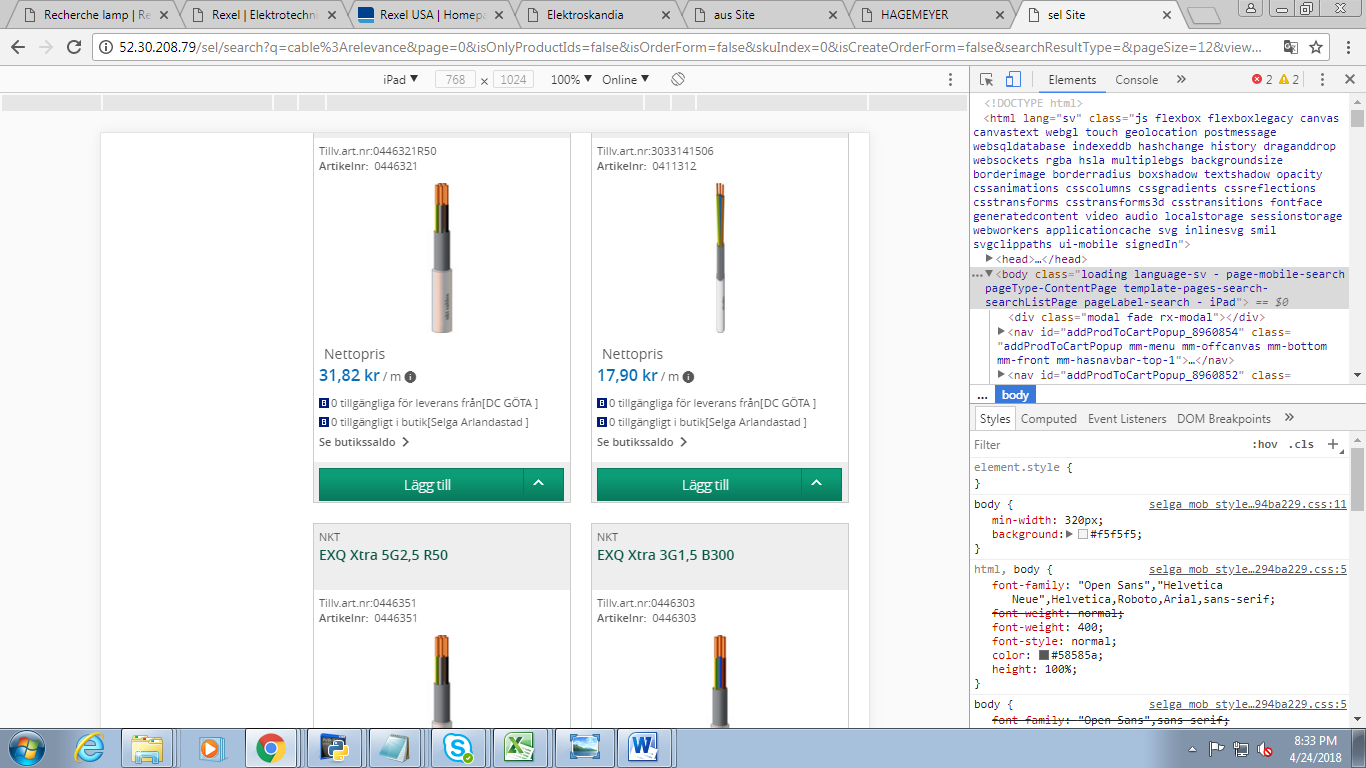 Recherche lamp | Re
Rexel | Elektrotechni
Rexel USA | Homepa
Elektroskandia
aus Site
HAGEMEYER
sel Site
52.30.208.79/sel/search?q=cable%3Arelevance&page=0&isOnlyProductIds=false&isOrderForm=false&skuIndex=0&isCreateOrderForm=false&searchResultType=&pageSize=12&view...
iPad ▼ 768 × 1024 100% ▼ Online ▼
Elements Console » 2 2
Tillv.art.nr:0446321R50
Artikelnr: 0446321
Nettopris
31,82 kr / m
0 tillgängliga för leverans från[DC GÖTA ]
0 tillgängligt i butik[Selga Arlandastad ]
Se butikssaldo
Lägg till
Tillv.art.nr:3033141506
Artikelnr: 0411312
Nettopris
17,90 kr / m
0 tillgängliga för leverans från[DC GÖTA ]
0 tillgängligt i butik[Selga Arlandastad ]
Se butikssaldo
Lägg till
NKT
EXQ Xtra 5G2,5 R50
Tillv.art.nr:0446351
Artikelnr: 0446351
NKT
EXQ Xtra 3G1,5 B300
Tillv.art.nr:0446303
Artikelnr: 0446303
<!DOCTYPE html>
<html lang="sv" class="js flexbox flexboxlegacy canvas
canvastext webgl touch geolocation postmessage
websqldatabase indexeddb hashchange history draganddrop
websockets rgba hsla multiplebgs backgroundsize
borderimage borderradius boxshadow textshadow opacity
cssanimations csscolumns cssgradients cssreflections
csstransforms csstransforms3d csstransitions fontface
generatedcontent video audio localstorage sessionstorage
webworkers applicationcache svg inlinesvg smil
svgclippaths ui-mobile signedIn">
<head>…</head>
<body class="loading language-sv - page-mobile-search
pageType-ContentPage template-pages-search-
searchListPage pageLabel-search - iPad"> == $0
<div class="modal fade rx-modal"></div>
<nav id="addProdToCartPopup_8960854" class=
"addProdToCartPopup mm-menu mm-offcanvas mm-bottom
mm-front mm-hasnavbar-top-1">…</nav>
<nav id="addProdToCartPopup_8960852" class=
... body
Styles Computed Event Listeners DOM Breakpoints »
Filter :hov .cls +
element.style {
}
body { selga_mob_style…94ba229.css:11
min-width: 320px;
background: #f5f5f5;
}
html, body { selga_mob_style…294ba229.css:5
font-family: "Open Sans","Helvetica
Neue",Helvetica,Roboto,Arial,sans-serif;
font-weight: normal;
font-weight: 400;
font-style: normal;
color: #58585a;
height: 100%;
}
body { selga_mob_style…294ba229.css:5
font-family: "Open Sans",sans-serif;
8:33 PM
4/24/2018